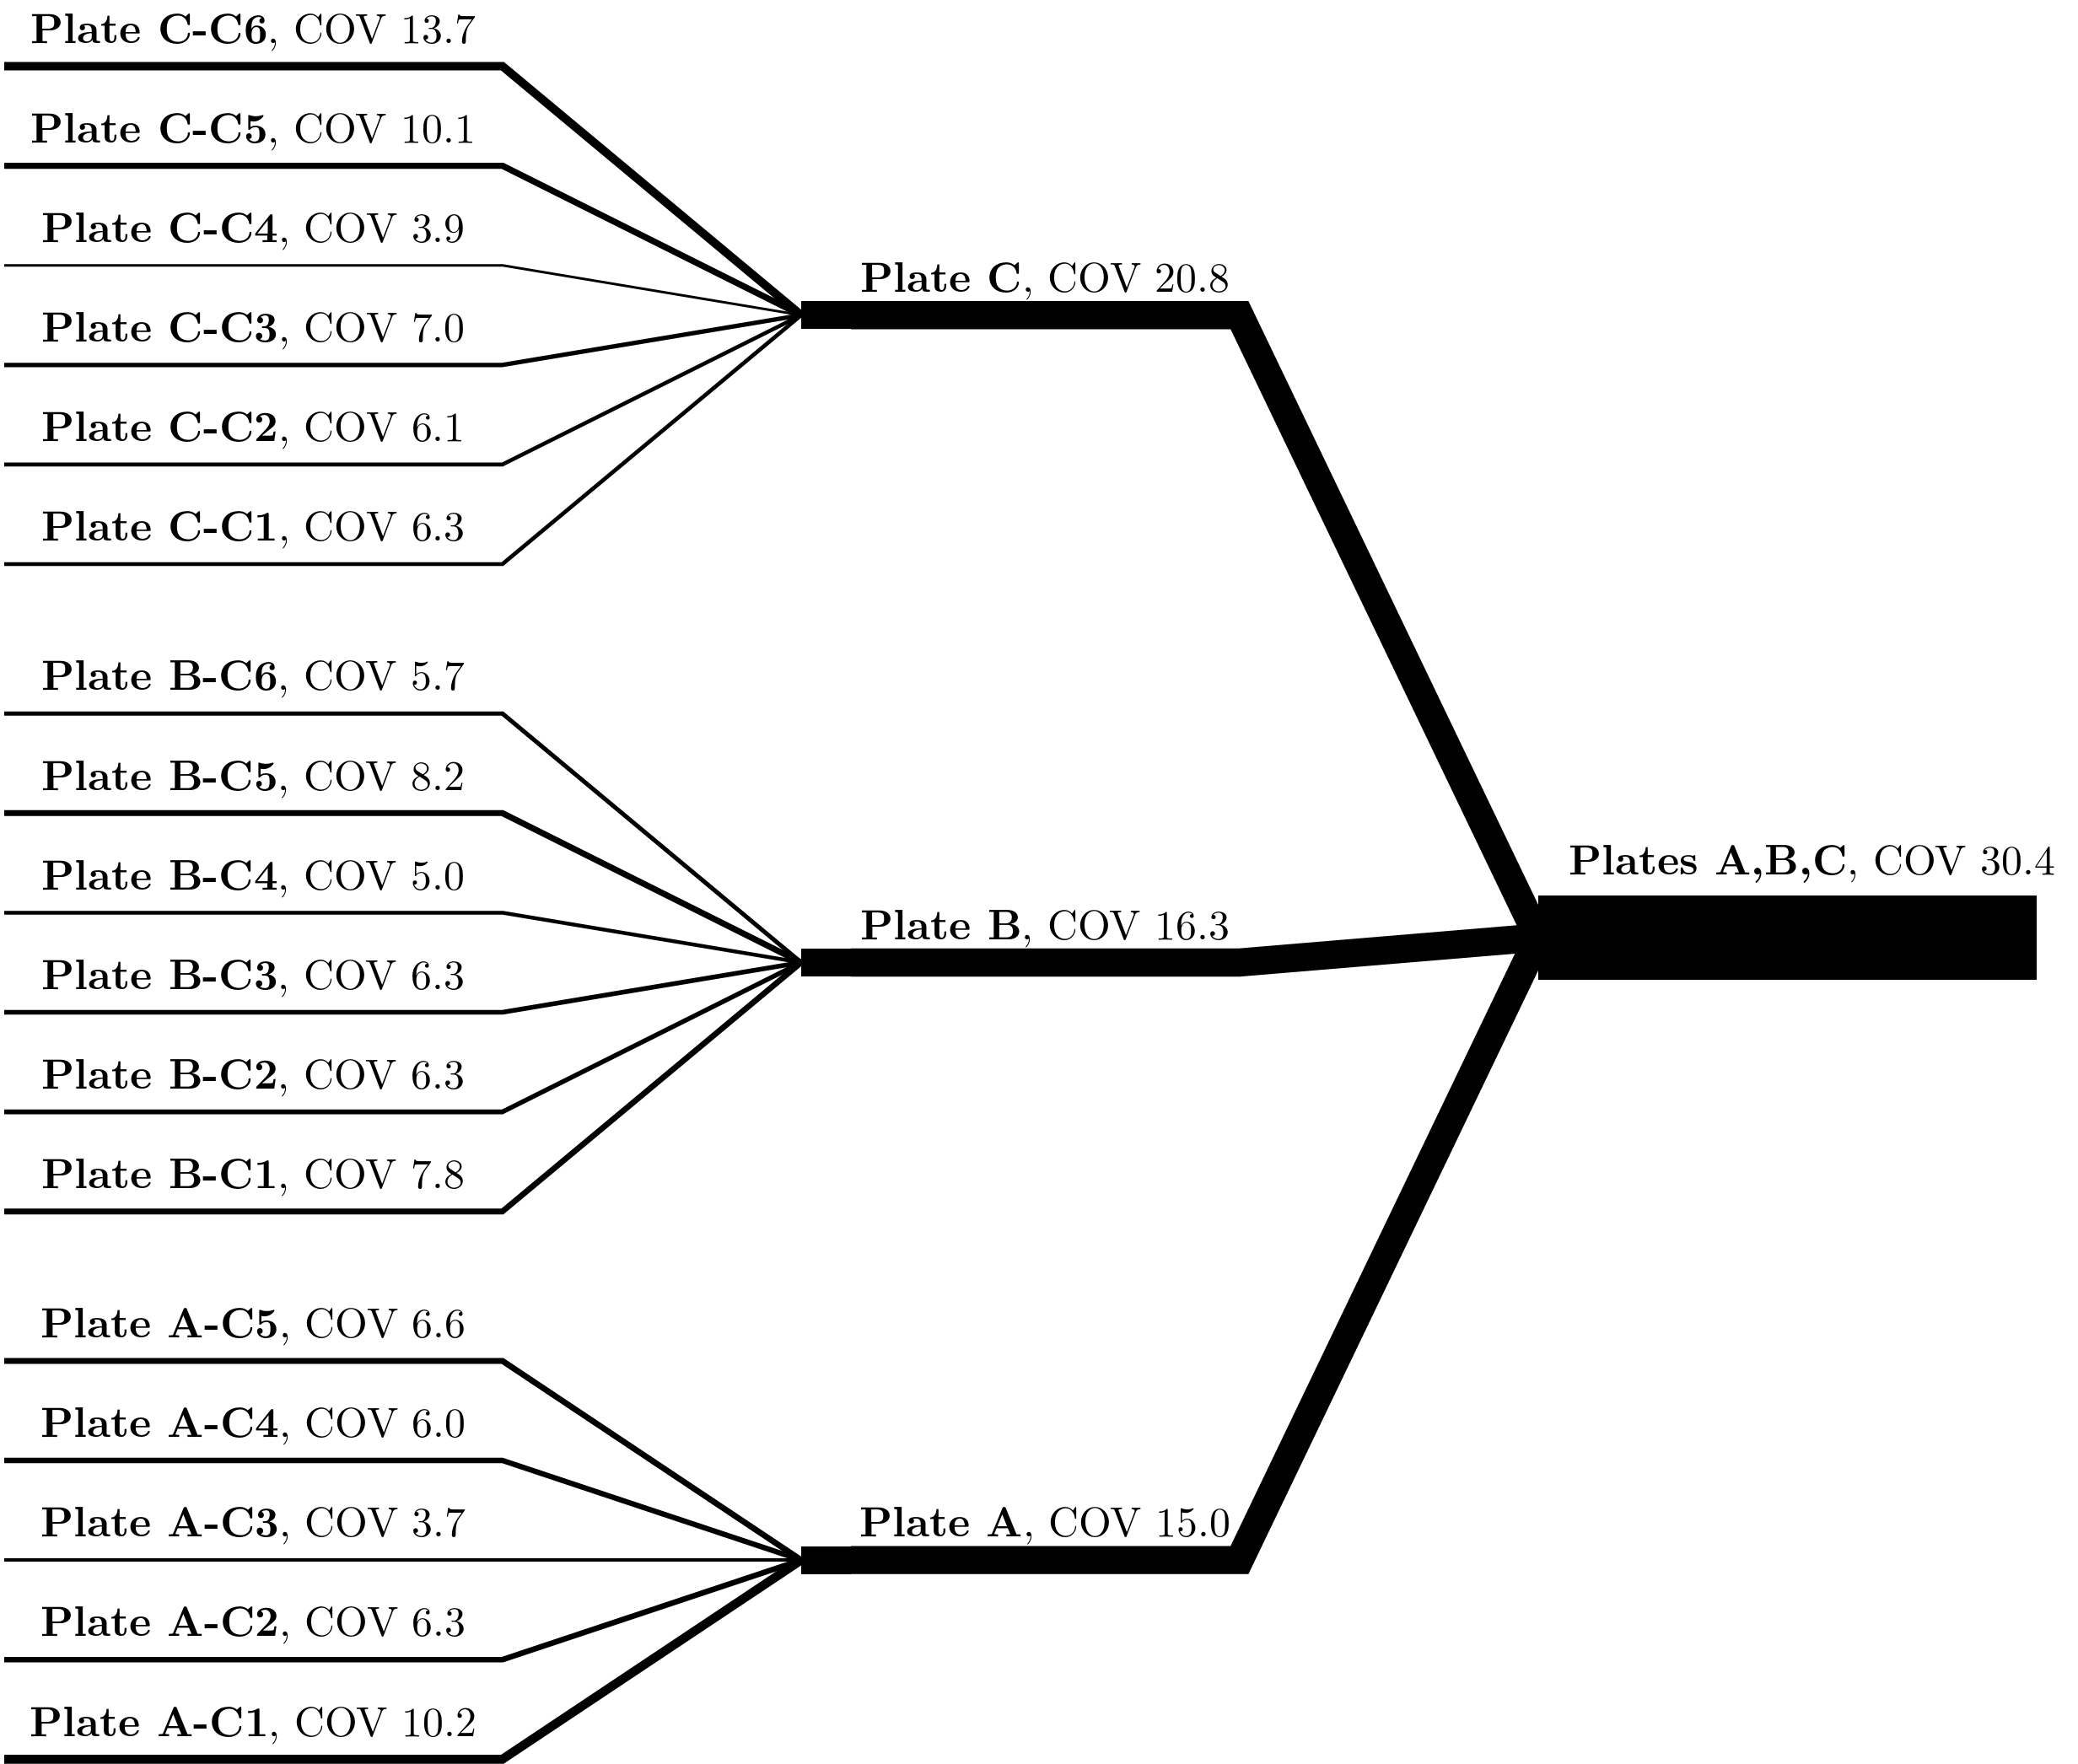 Plate C-C6, COV 13.7
Plate C-C5, COV 10.1
Plate C-C4, COV 3.9
Plate C-C3, COV 7.0
Plate C-C2, COV 6.1
Plate C-C1, COV 6.3
Plate B-C6, COV 5.7
Plate B-C5, COV 8.2
Plate B-C4, COV 5.0
Plate B-C3, COV 6.3
Plate B-C2, COV 6.3
Plate B-C1, COV 7.8
Plate A-C5, COV 6.6
Plate A-C4, COV 6.0
Plate A-C3, COV 3.7
Plate A-C2, COV 6.3
Plate A-C1, COV 10.2
Plate C, COV 20.8
Plate B, COV 16.3
Plate A, COV 15.0
Plates A,B,C, COV 30.4